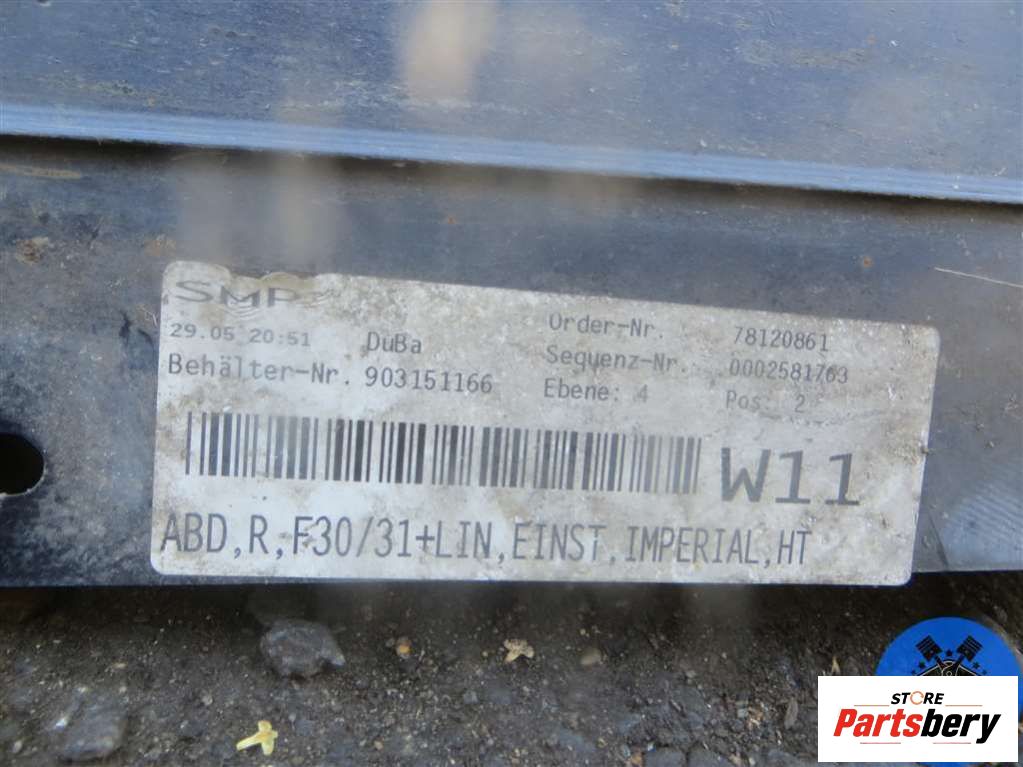 SMP
29.05 20:51 DuBa Order-Nr. 78120861
Behälter-Nr. 903151166 Sequenz-Nr. 0002581763
Ebene: 4 Pos: 2
W11
ABD,R,F30/31+LIN,EINST,IMPERIAL,HT
STORE
Partsbery